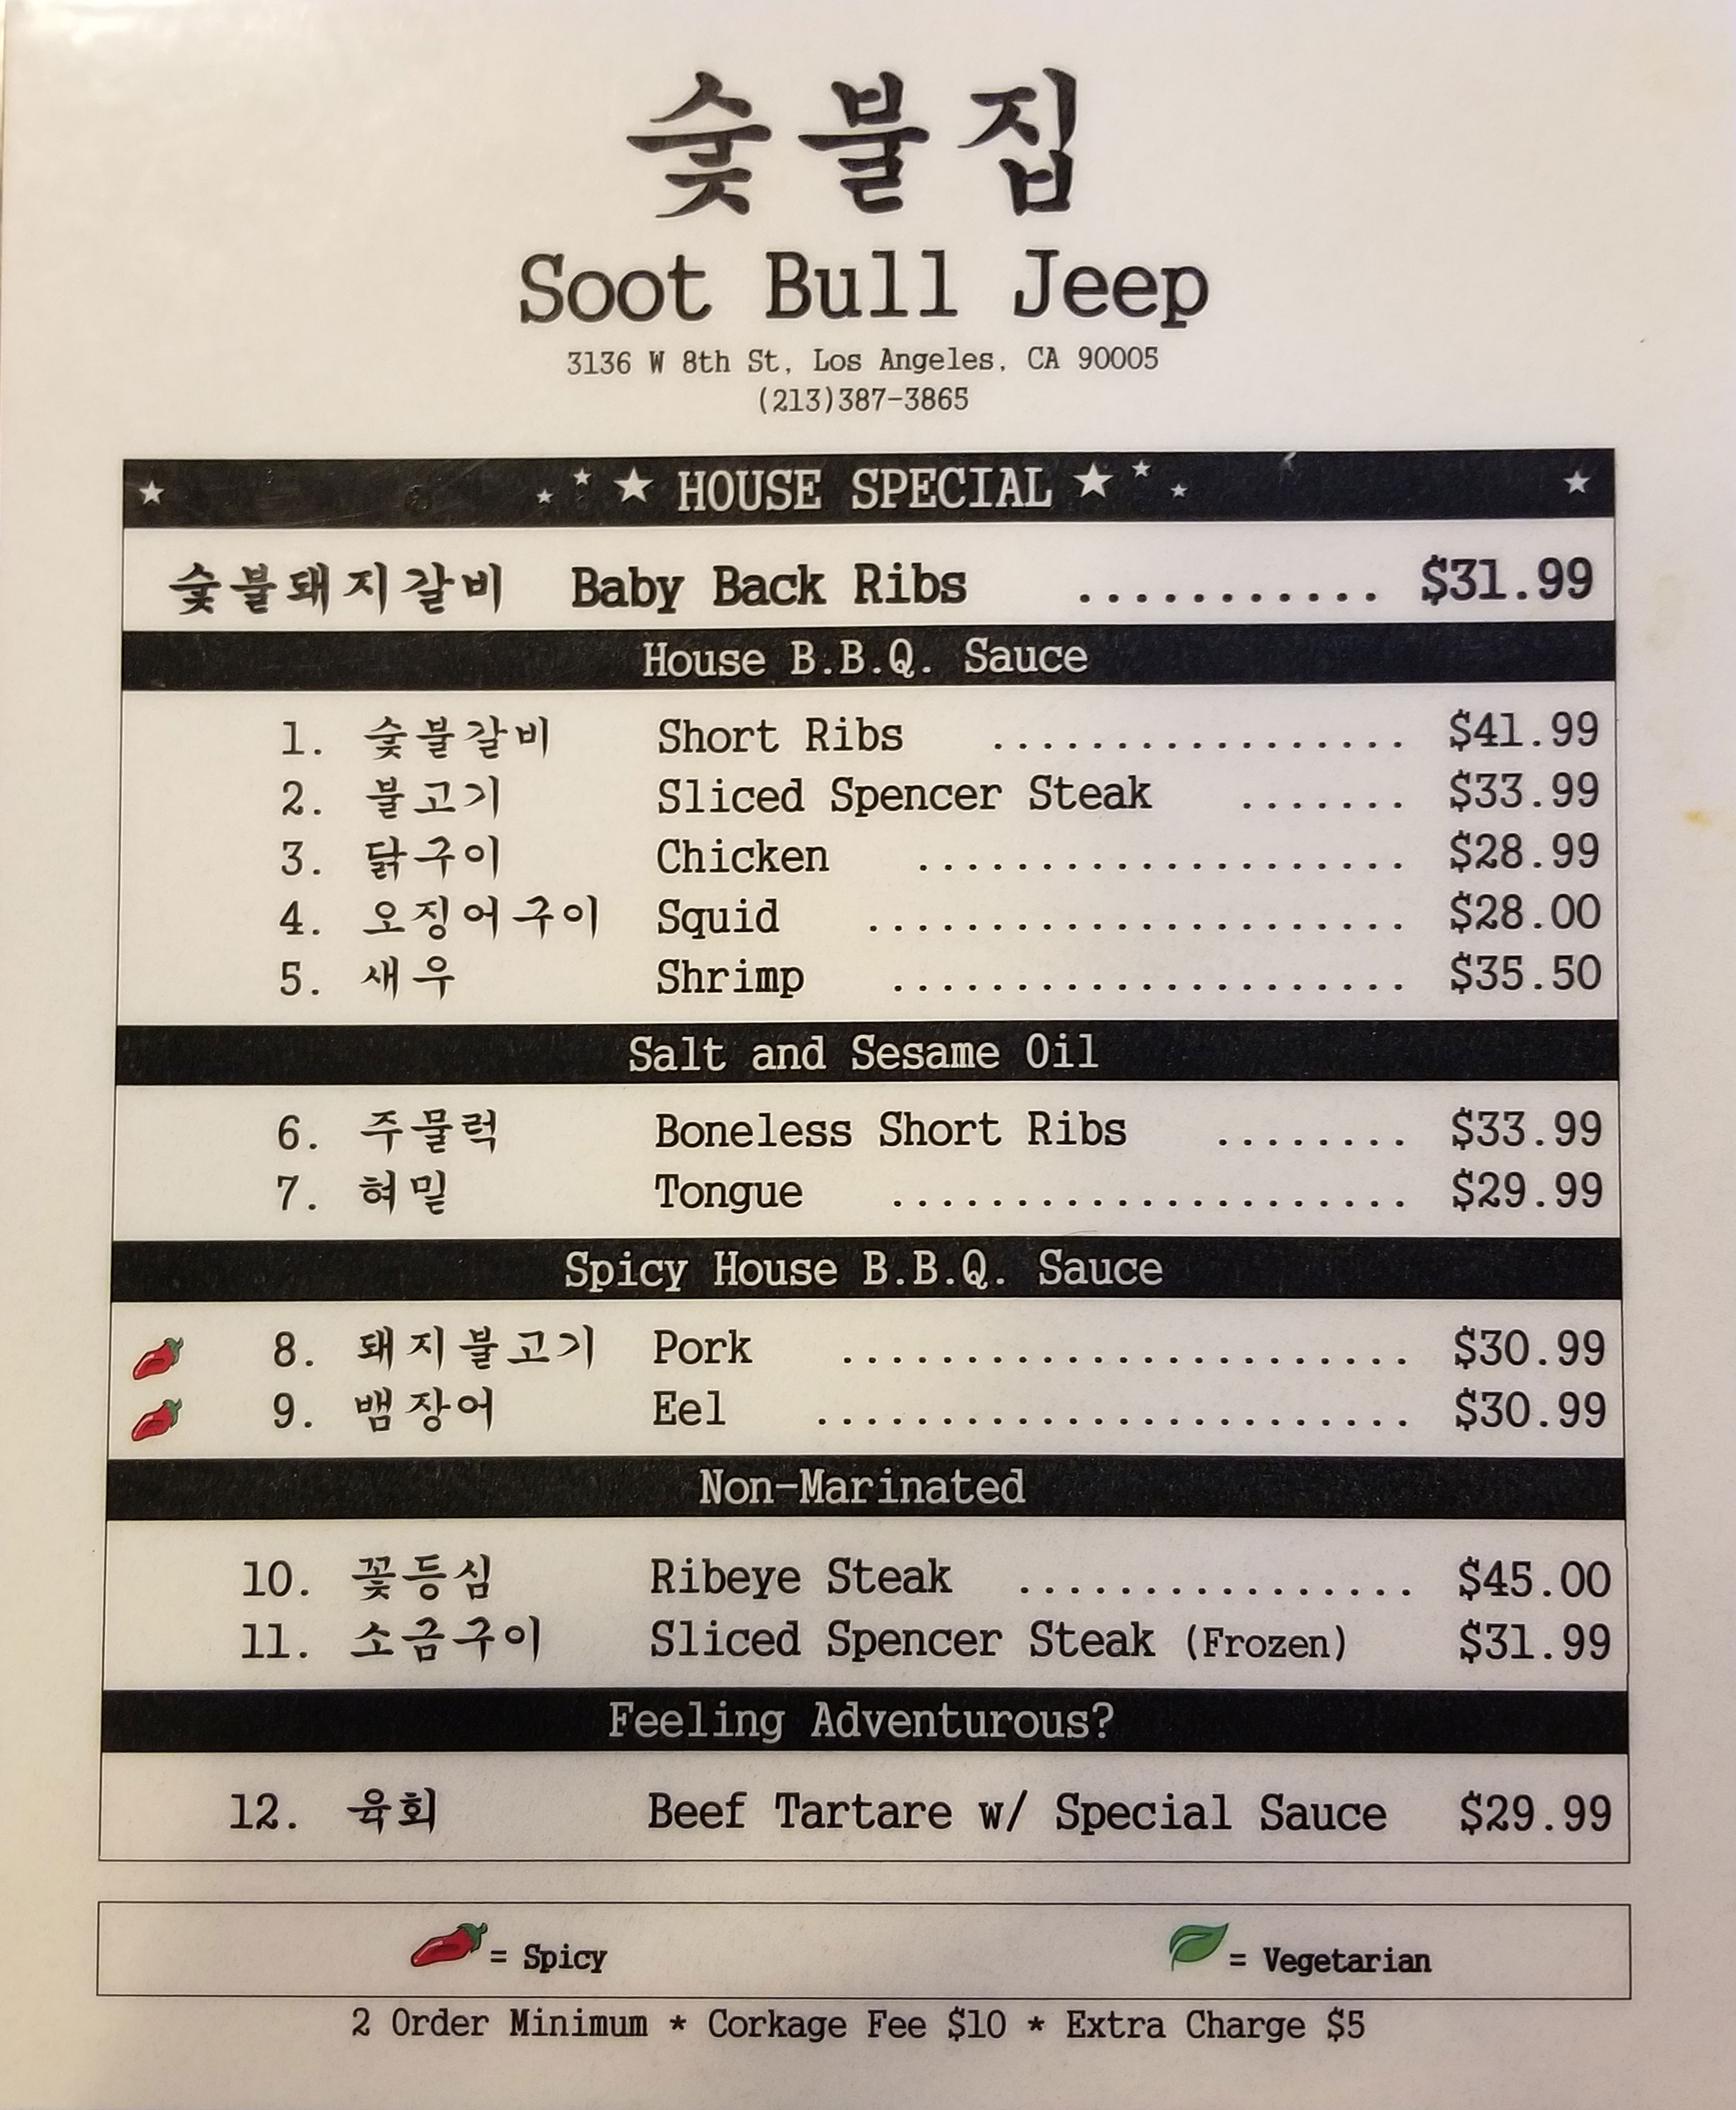 숯불집
Soot Bull Jeep
3136 W 8th St, Los Angeles, CA 90005
(213)387-3865
HOUSE SPECIAL
숯불돼지갈비 Baby Back Ribs ........... $31.99
House B.B.Q. Sauce
1. 숯불갈비 Short Ribs ................. $41.99
2. 불고기 Sliced Spencer Steak ....... $33.99
3. 닭구이 Chicken .................... $28.99
4. 오징어구이 Squid ...................... $28.00
5. 새우 Shrimp ..................... $35.50
Salt and Sesame Oil
6. 주물럭 Boneless Short Ribs ........ $33.99
7. 혀밑 Tongue ..................... $29.99
Spicy House B.B.Q. Sauce
8. 돼지불고기 Pork ....................... $30.99
9. 뱀장어 Eel ........................ $30.99
Non-Marinated
10. 꽃등심 Ribeye Steak ................ $45.00
11. 소금구이 Sliced Spencer Steak (Frozen) $31.99
Feeling Adventurous?
12. 육회 Beef Tartare w/ Special Sauce $29.99
= Spicy = Vegetarian
2 Order Minimum * Corkage Fee $10 * Extra Charge $5